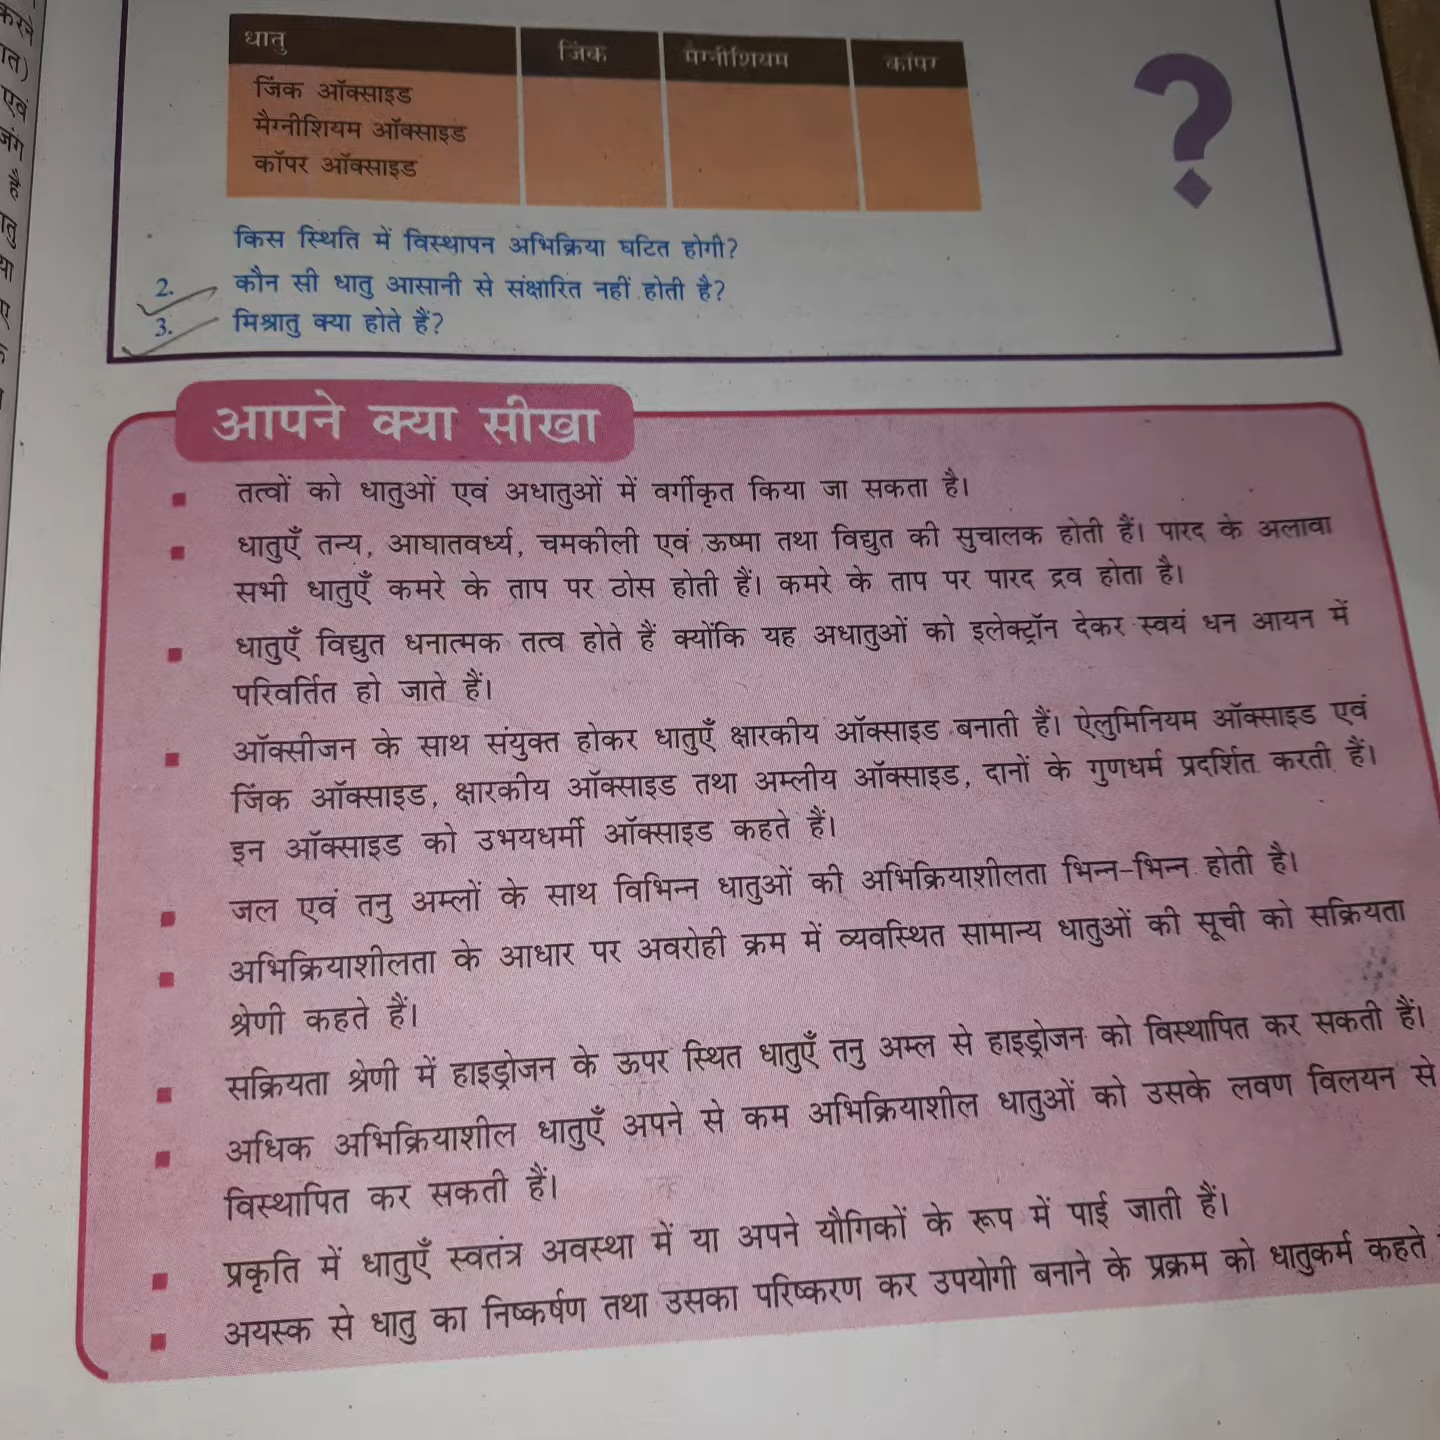 करने
धातु जिंक मैग्नीशियम कॉपर
एवं
जिंक ऑक्साइड
मैग्नीशियम ऑक्साइड
कॉपर ऑक्साइड
किस स्थिति में विस्थापन अभिक्रिया घटित होगी?
2. कौन सी धातु आसानी से संक्षारित नहीं होती है?
3. मिश्रातु क्या होते हैं?
आपने क्या सीखा
तत्वों को धातुओं एवं अधातुओं में वर्गीकृत किया जा सकता है।
धातुएँ तन्य, आघातवर्ध्य, चमकीली एवं ऊष्मा तथा विद्युत की सुचालक होती हैं। पारद के अलावा
सभी धातुएँ कमरे के ताप पर ठोस होती हैं। कमरे के ताप पर पारद द्रव होता है।
धातुएँ विद्युत धनात्मक तत्व होते हैं क्योंकि यह अधातुओं को इलेक्ट्रॉन देकर स्वयं धन आयन में
परिवर्तित हो जाते हैं।
ऑक्सीजन के साथ संयुक्त होकर धातुएँ क्षारकीय ऑक्साइड बनाती हैं। ऐलुमिनियम ऑक्साइड एवं
जिंक ऑक्साइड, क्षारकीय ऑक्साइड तथा अम्लीय ऑक्साइड, दानों के गुणधर्म प्रदर्शित करती हैं।
इन ऑक्साइड को उभयधर्मी ऑक्साइड कहते हैं।
जल एवं तनु अम्लों के साथ विभिन्न धातुओं की अभिक्रियाशीलता भिन्न-भिन्न होती है।
अभिक्रियाशीलता के आधार पर अवरोही क्रम में व्यवस्थित सामान्य धातुओं की सूची को सक्रियता
श्रेणी कहते हैं।
सक्रियता श्रेणी में हाइड्रोजन के ऊपर स्थित धातुएँ तनु अम्ल से हाइड्रोजन को विस्थापित कर सकती हैं।
अधिक अभिक्रियाशील धातुएँ अपने से कम अभिक्रियाशील धातुओं को उसके लवण विलयन से
विस्थापित कर सकती हैं।
प्रकृति में धातुएँ स्वतंत्र अवस्था में या अपने यौगिकों के रूप में पाई जाती हैं।
अयस्क से धातु का निष्कर्षण तथा उसका परिष्करण कर उपयोगी बनाने के प्रक्रम को धातुकर्म कहते